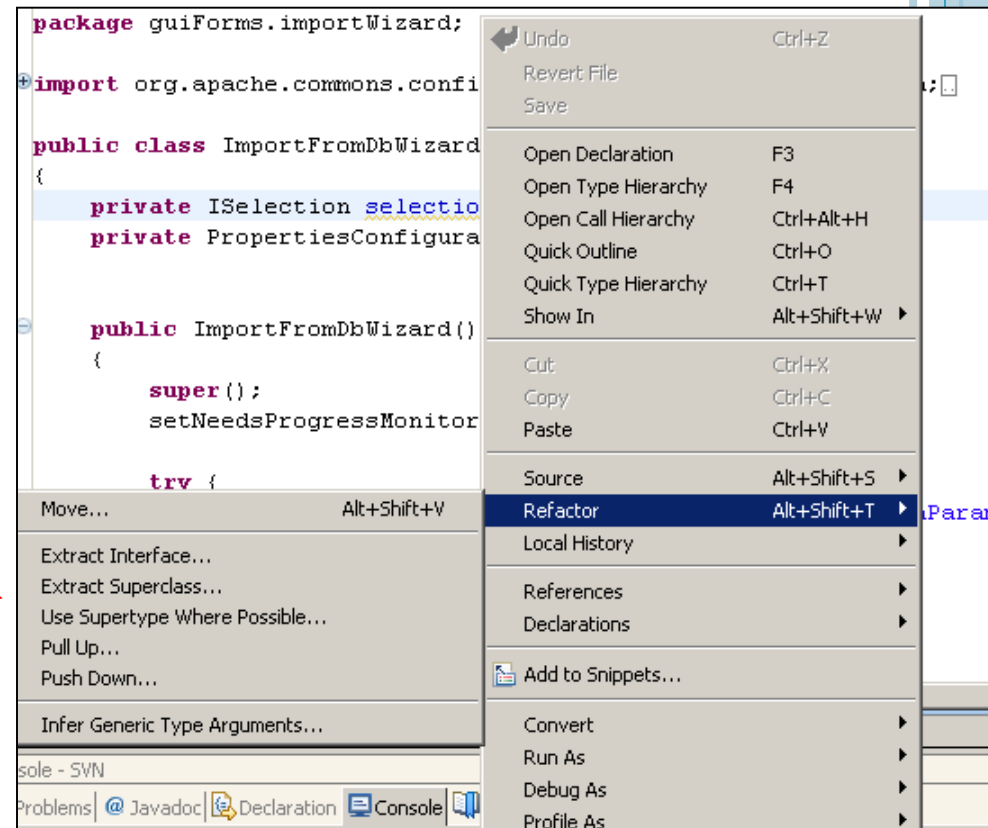 package guiForms.importWizard;
import org.apache.commons.confi
;
public class ImportFromDbWizard
{
private ISelection selectio
private PropertiesConfigura
public ImportFromDbWizard()
{
super();
setNeedsProgressMonitor
try {
Undo Ctrl+Z
Revert File
Save
Open Declaration F3
Open Type Hierarchy F4
Open Call Hierarchy Ctrl+Alt+H
Quick Outline Ctrl+O
Quick Type Hierarchy Ctrl+T
Show In Alt+Shift+W
Cut Ctrl+X
Copy Ctrl+C
Paste Ctrl+V
Source Alt+Shift+S
Refactor Alt+Shift+T
Local History
References
Declarations
Add to Snippets...
Convert
Run As
Debug As
Profile As
Move... Alt+Shift+V
Extract Interface...
Extract Superclass...
Use Supertype Where Possible...
Pull Up...
Push Down...
Infer Generic Type Arguments...
Param
sole - SVN
Problems @ Javadoc Declaration Console